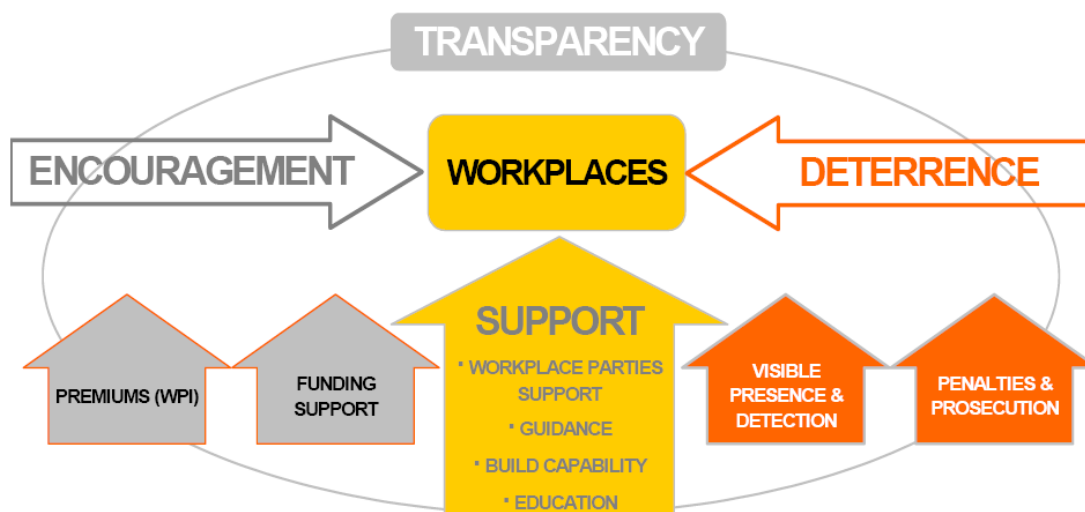 TRANSPARENCY
ENCOURAGEMENT
WORKPLACES
DETERRENCE
PREMIUMS (WPI)
FUNDING
SUPPORT
SUPPORT
· WORKPLACE PARTIES
SUPPORT
· GUIDANCE
· BUILD CAPABILITY
· EDUCATION
VISIBLE
PRESENCE &
DETECTION
PENALTIES &
PROSECUTION